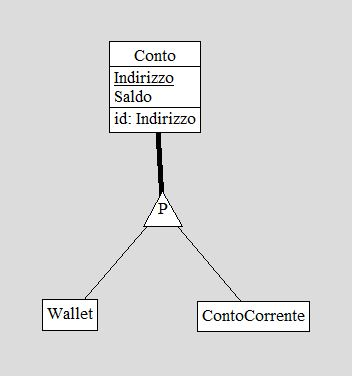 Conto
Indirizzo
Saldo
id: Indirizzo
P
Wallet
ContoCorrente